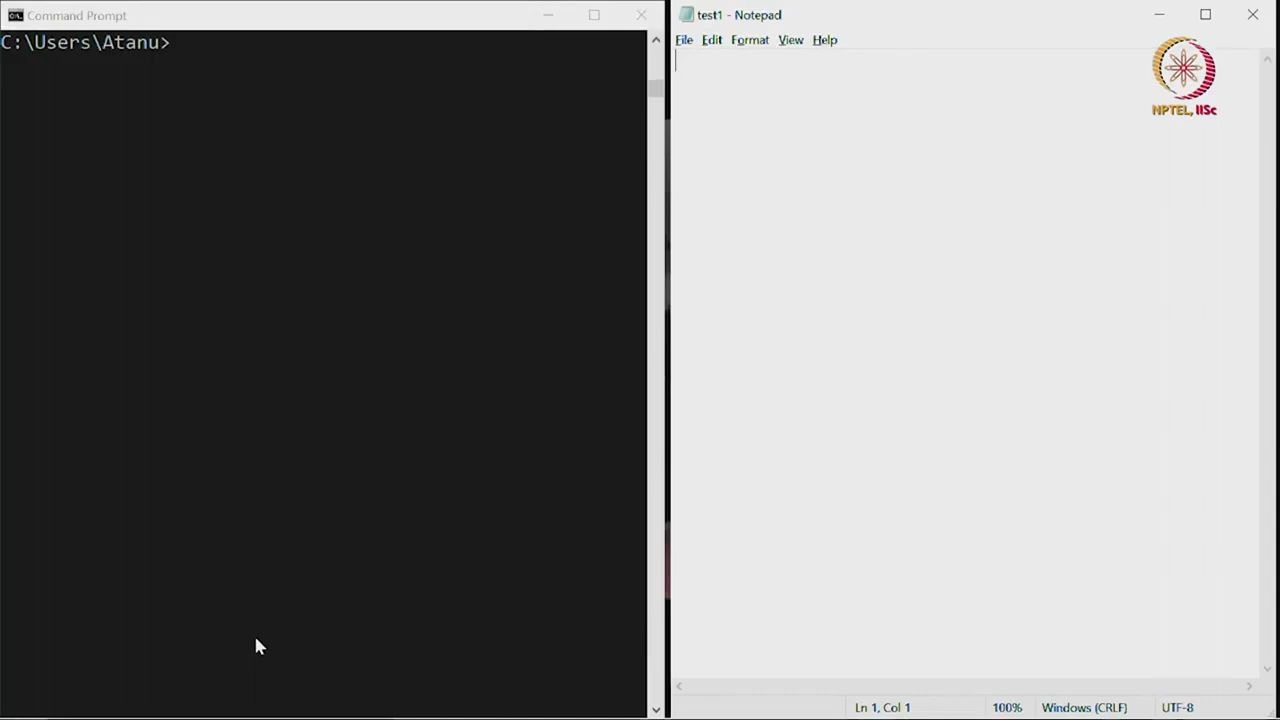 Command Prompt
C:\Users\Atanu>
test1 - Notepad
File Edit Format View Help
NPTEL, IISc
Ln 1, Col 1 100% Windows (CRLF) UTF-8